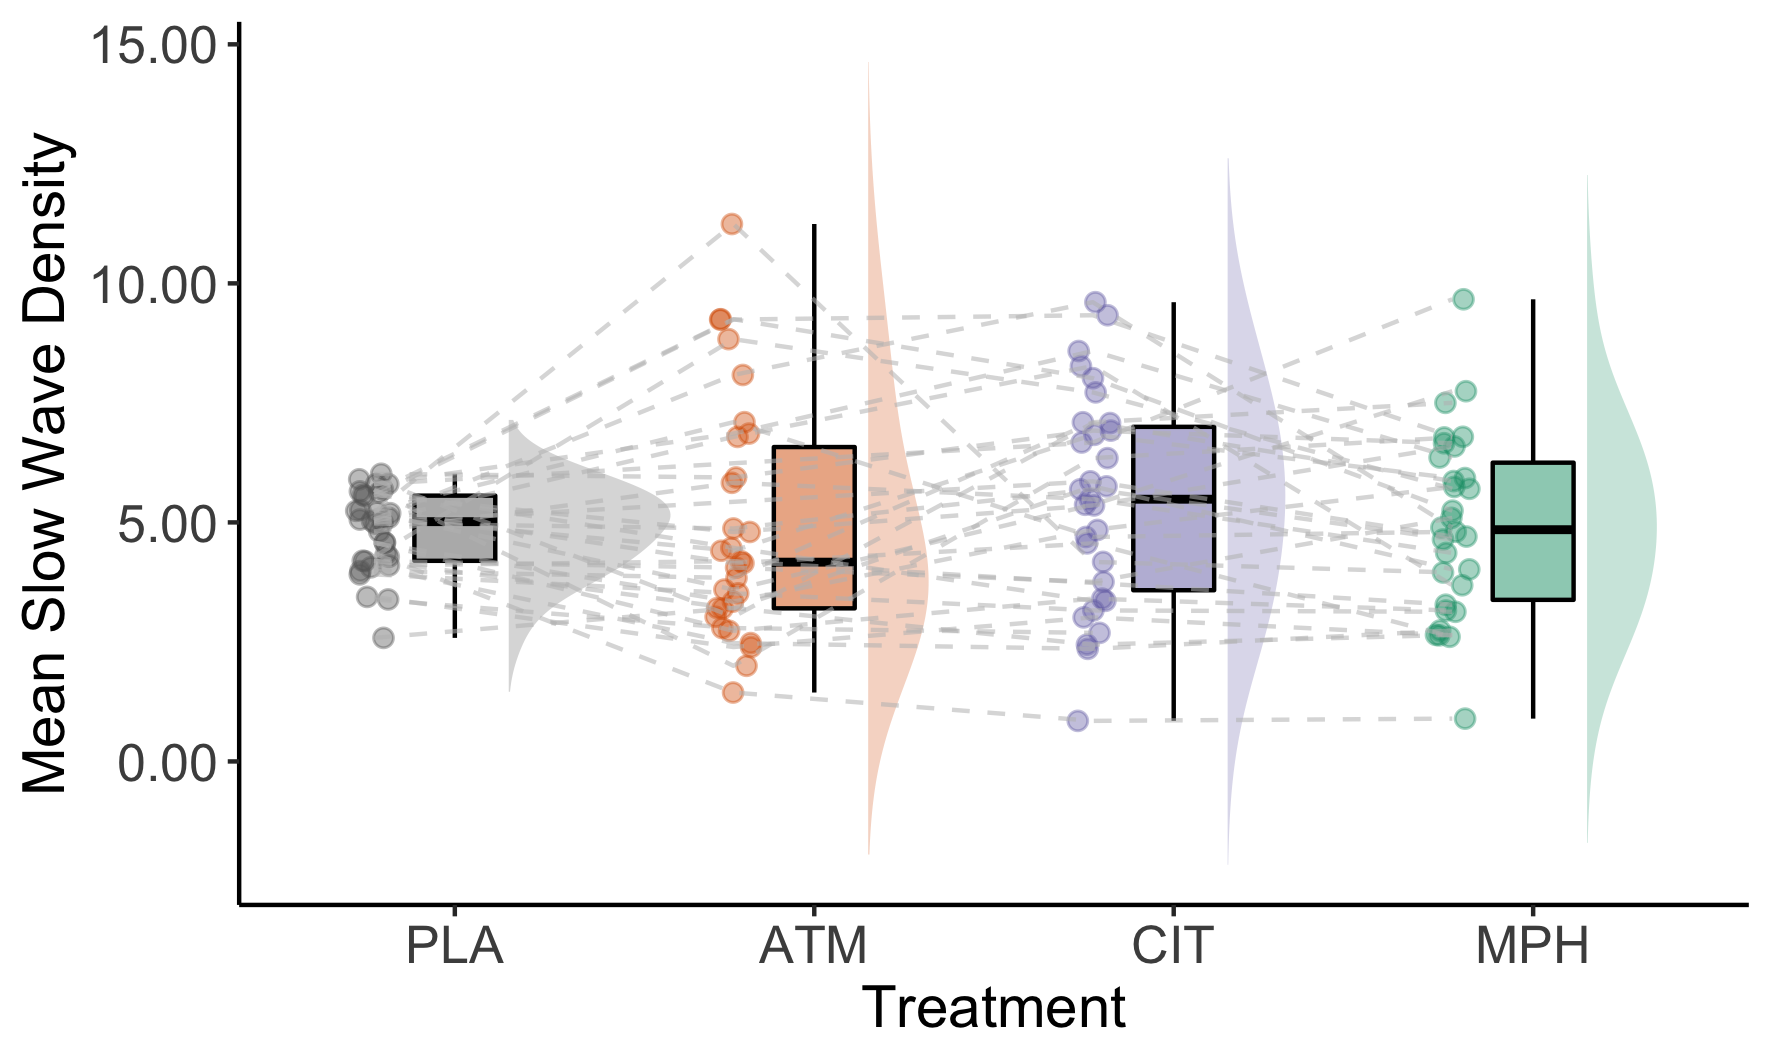 Mean Slow Wave Density
15.00
10.00
5.00
0.00
PLA
ATM
CIT
MPH
Treatment